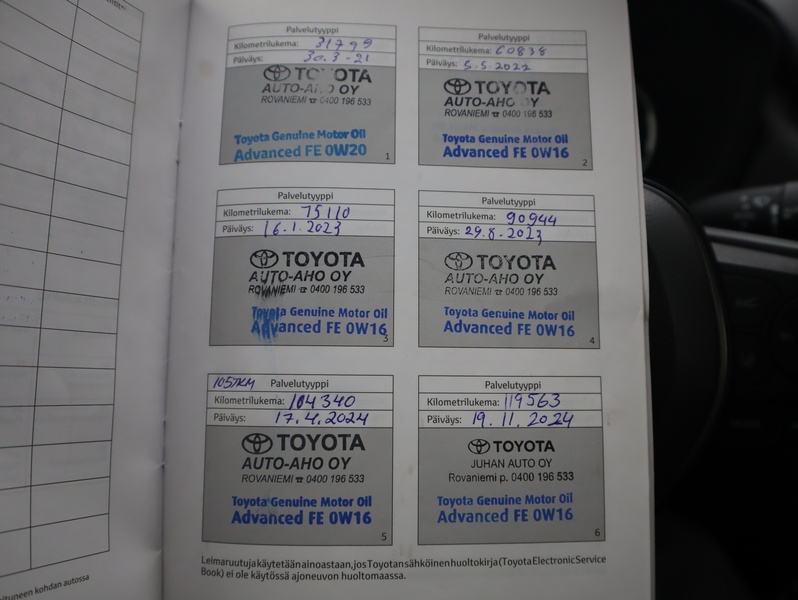 Palvelutyyppi
Kilometrilukema: 31799
Päiväys: 30.3-21
TOYOTA
AUTO-AHO OY
ROVANIEMI ☎ 0400 196 533
Toyota Genuine Motor Oil
Advanced FE 0W20
1
Palvelutyyppi
Kilometrilukema: 60838
Päiväys: 5.5.2022
TOYOTA
AUTO-AHO OY
ROVANIEMI ☎ 0400 196 533
Toyota Genuine Motor Oil
Advanced FE 0W16
2
Palvelutyyppi
Kilometrilukema: 75110
Päiväys: 16.1.2023
TOYOTA
AUTO-AHO OY
ROVANIEMI ☎ 0400 196 533
Toyota Genuine Motor Oil
Advanced FE 0W16
3
Palvelutyyppi
Kilometrilukema: 90944
Päiväys: 29.8.2023
TOYOTA
AUTO-AHO OY
ROVANIEMI ☎ 0400 196 533
Toyota Genuine Motor Oil
Advanced FE 0W16
4
105TKM Palvelutyyppi
Kilometrilukema: 104340
Päiväys: 17.4.2024
TOYOTA
AUTO-AHO OY
ROVANIEMI ☎ 0400 196 533
Toyota Genuine Motor Oil
Advanced FE 0W16
5
Palvelutyyppi
Kilometrilukema: 119563
Päiväys: 19.11.2024
TOYOTA
JUHAN AUTO OY
Rovaniemi p. 0400 196 533
Toyota Genuine Motor Oil
Advanced FE 0W16
6
Leimaruutuja käytetään ainoastaan, jos Toyotan sähköinen huoltokirja (Toyota Electronic Service
Book) ei ole käytössä ajoneuvon huoltomaassa.
kohdan autossa